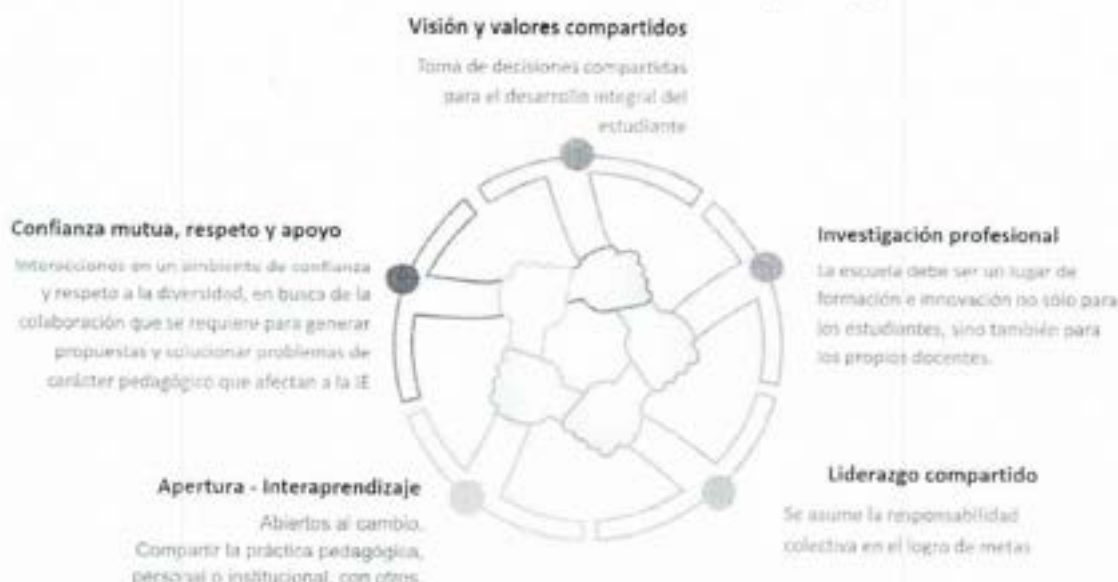 Visión y valores compartidos
Toma de decisiones compartidas
para el desarrollo integral del
estudiante
Confianza mutua, respeto y apoyo
Interacciones en un ambiente de confianza
y respeto a la diversidad, en busca de la
colaboración que se requiere para generar
propuestas y solucionar problemas de
carácter pedagógico que afectan a la IE
Investigación profesional
La escuela debe ser un lugar de
formación e innovación no sólo para
los estudiantes, sino también para
los propios docentes.
Apertura - Interaprendizaje
Abiertos al cambio.
Compartir la práctica pedagógica,
personal o institucional, con otros.
Liderazgo compartido
Se asume la responsabilidad
colectiva en el logro de metas